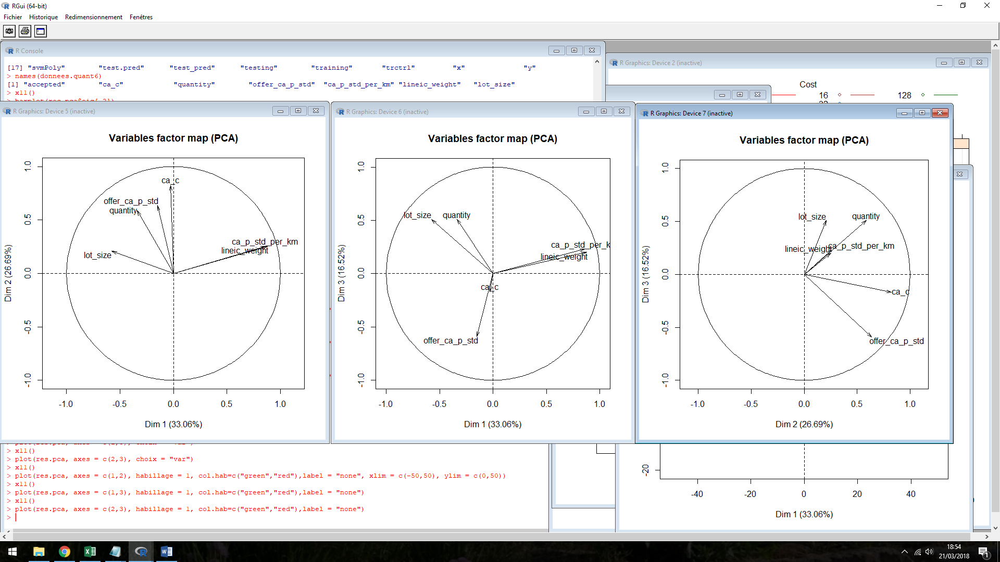 RGui (64-bit)
Fichier Historique Redimensionnement Fenêtres
R Console
[17] "svmPoly" "test.pred" "test_pred" "testing" "training" "trctrl" "x" "y"
> names(donnees.quant6)
[1] "accepted" "ca_c" "quantity" "offer_ca_p_std" "ca_p_std_per_km" "lineic_weight" "lot_size"
> x11()
R Graphics: Device 2 (inactive)
Cost
16 128
R Graphics: Device 5 (inactive)
Variables factor map (PCA)
ca_c
offer_ca_p_std
quantity
ca_p_std_per_km
lineic_weight
lot_size
Dim 2 (26.69%)
1.0
0.5
0.0
-0.5
-1.0
-1.0 -0.5 0.0 0.5 1.0
Dim 1 (33.06%)
R Graphics: Device 6 (inactive)
Variables factor map (PCA)
lot_size quantity
ca_p_std_per_k
lineic_weight
ca_c
offer_ca_p_std
Dim 3 (16.52%)
1.0
0.5
0.0
-0.5
-1.0
-1.0 -0.5 0.0 0.5 1.0
Dim 1 (33.06%)
R Graphics: Device 7 (inactive)
Variables factor map (PCA)
lot_size quantity
lineic_weight ca_p_std_per_km
ca_c
offer_ca_p_std
Dim 3 (16.52%)
1.0
0.5
0.0
-0.5
-1.0
-1.0 -0.5 0.0 0.5 1.0
Dim 2 (26.69%)
> x11()
> plot(res.pca, axes = c(2,3), choix = "var")
> x11()
> plot(res.pca, axes = c(1,2), habillage = 1, col.hab=c("green","red"),label = "none", xlim = c(-50,50), ylim = c(0,50))
> x11()
> plot(res.pca, axes = c(1,3), habillage = 1, col.hab=c("green","red"),label = "none")
> x11()
> plot(res.pca, axes = c(2,3), habillage = 1, col.hab=c("green","red"),label = "none")
>
-20
-40 -20 0 20 40
Dim 1 (33.06%)
18:54
21/03/2018
1